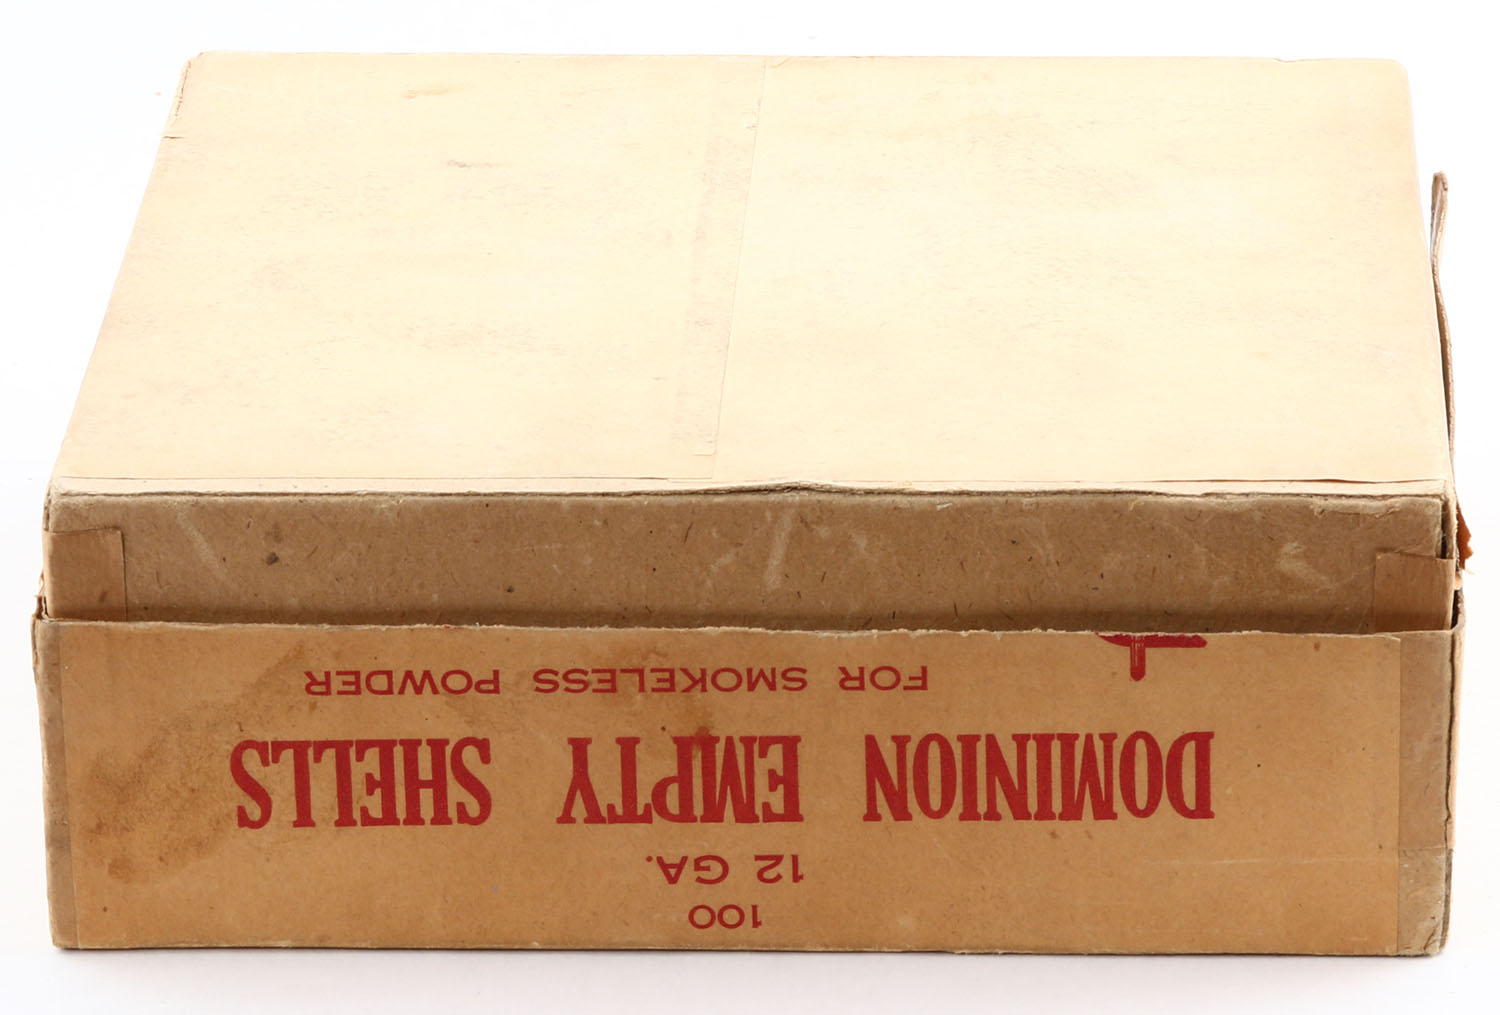 100
12 GA.
DOMINION EMPTY SHELLS
FOR SMOKELESS POWDER